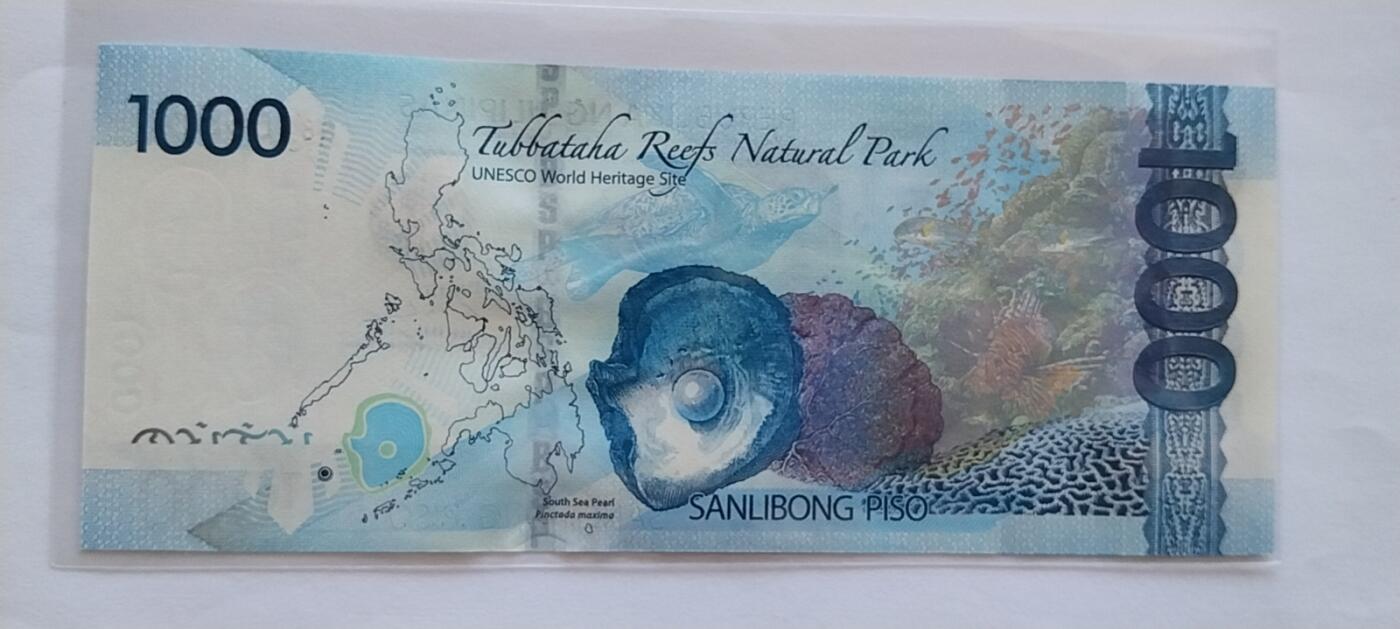 1000
Tubbataha Reefs Natural Park
UNESCO World Heritage Site
South Sea Pearl
Pinctada maxima
SANLIBONG PISO
1000